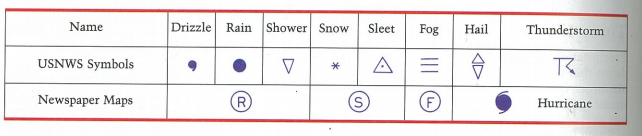 Name Drizzle Rain Shower Snow Sleet Fog Hail Thunderstorm
USNWS Symbols
Newspaper Maps R S F Hurricane